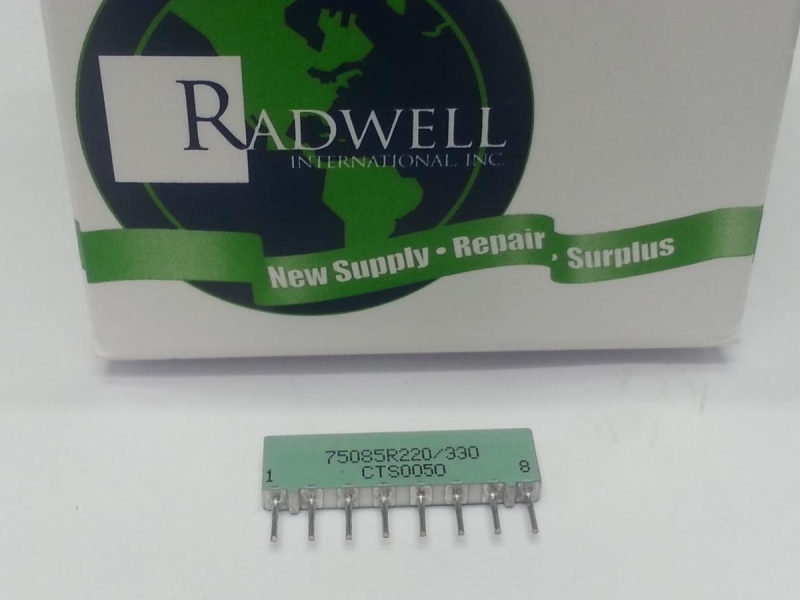 RADWELL
INTERNATIONAL, INC.
New Supply • Repair • Surplus
75085R220/330
CTS0050
1
8